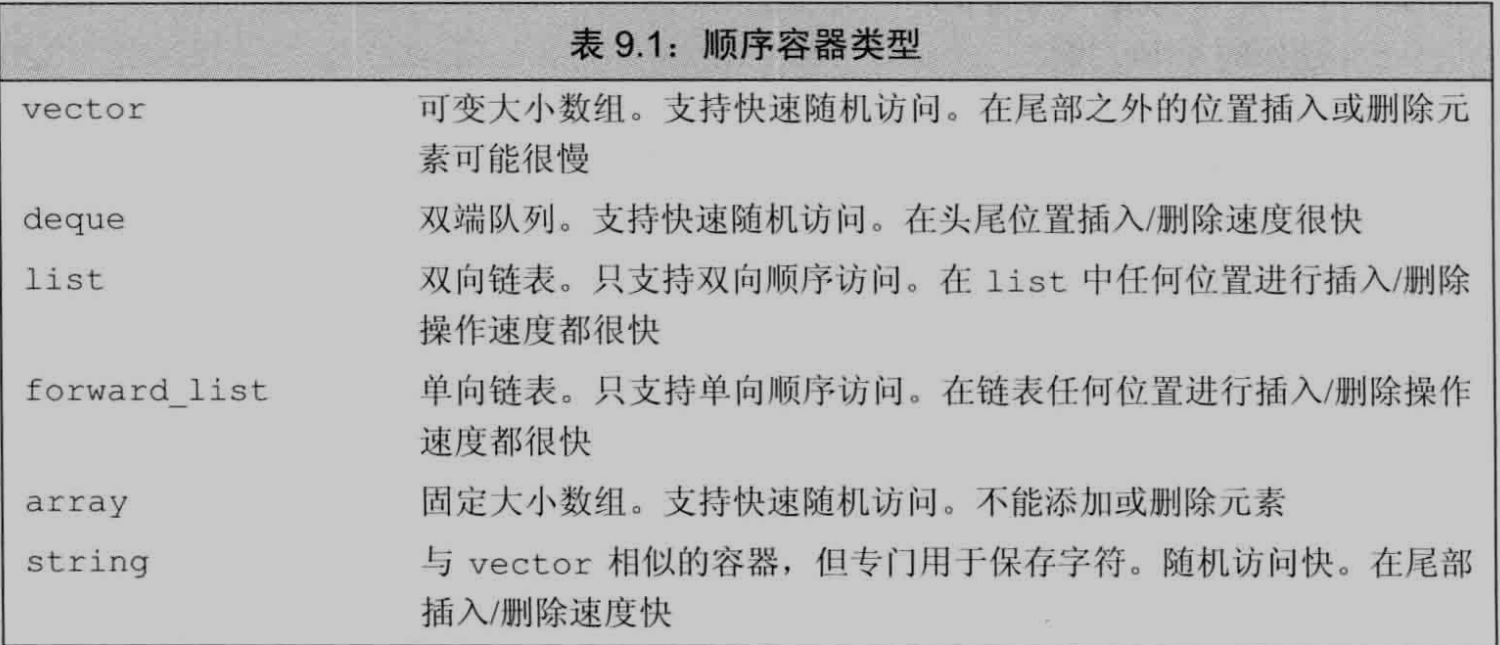 表 9.1：顺序容器类型
vector 可变大小数组。支持快速随机访问。在尾部之外的位置插入或删除元
素可能很慢
deque 双端队列。支持快速随机访问。在头尾位置插入/删除速度很快
list 双向链表。只支持双向顺序访问。在 list 中任何位置进行插入/删除
操作速度都很快
forward_list 单向链表。只支持单向顺序访问。在链表任何位置进行插入/删除操作
速度都很快
array 固定大小数组。支持快速随机访问。不能添加或删除元素
string 与 vector 相似的容器，但专门用于保存字符。随机访问快。在尾部
插入/删除速度快